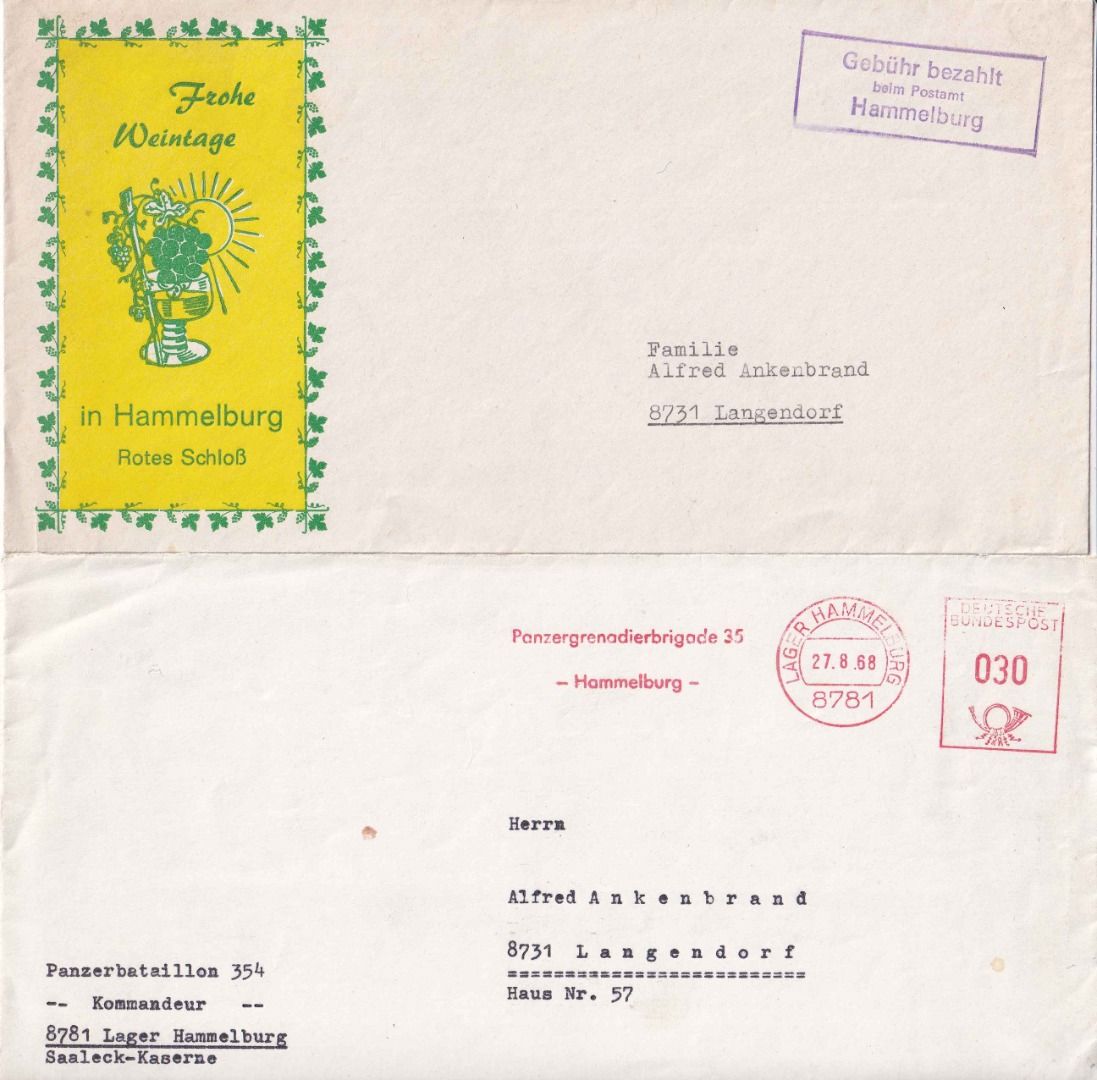 Frohe
Weintage
in Hammelburg
Rotes Schloß
Gebühr bezahlt
beim Postamt
Hammelburg
Familie
Alfred Ankenbrand
8731 Langendorf
Panzergrenadierbrigade 35
– Hammelburg –
LAGER HAMMELBURG
27.8.68
8781
DEUTSCHE
BUNDESPOST
030
Herrn
Alfred A n k e n b r a n d
8731 L a n g e n d o r f
===========================
Haus Nr. 57
Panzerbataillon 354
-- Kommandeur --
8781 Lager Hammelburg
Saaleck-Kaserne